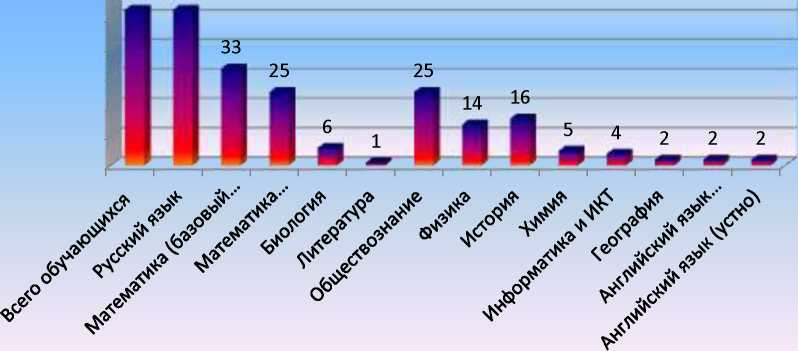 33
25
6
1
25
14
16
5
4
2
2
2
Всего обучающихся
Русский язык
Математика (базовый...
Математика...
Биология
Литература
Обществознание
Физика
История
Химия
Информатика и ИКТ
География
Английский язык...
Английский язык (устно)